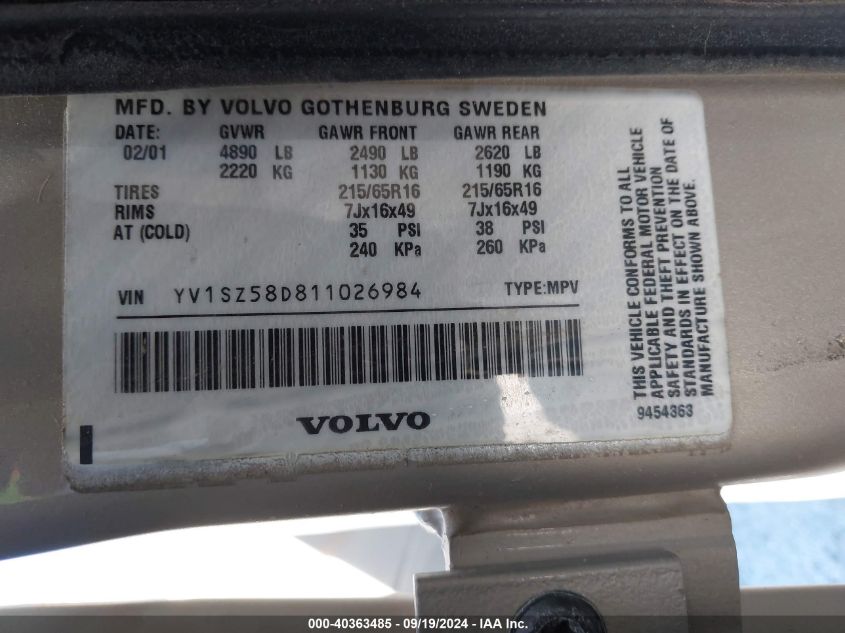 MFD. BY VOLVO GOTHENBURG SWEDEN
DATE: GVWR GAWR FRONT GAWR REAR
02/01 4890 LB 2490 LB 2620 LB
2220 KG 1130 KG 1190 KG
TIRES 215/65R16 215/65R16
RIMS 7Jx16x49 7Jx16x49
AT (COLD) 35 PSI 38 PSI
240 KPa 260 KPa
VIN YV1SZ58D811026984 TYPE:MPV
VOLVO
THIS VEHICLE CONFORMS TO ALL
APPLICABLE FEDERAL MOTOR VEHICLE
SAFETY AND THEFT PREVENTION
STANDARDS IN EFFECT ON THE DATE OF
MANUFACTURE SHOWN ABOVE.
9454363
000-40363485 - 09/19/2024 - IAAI Inc.